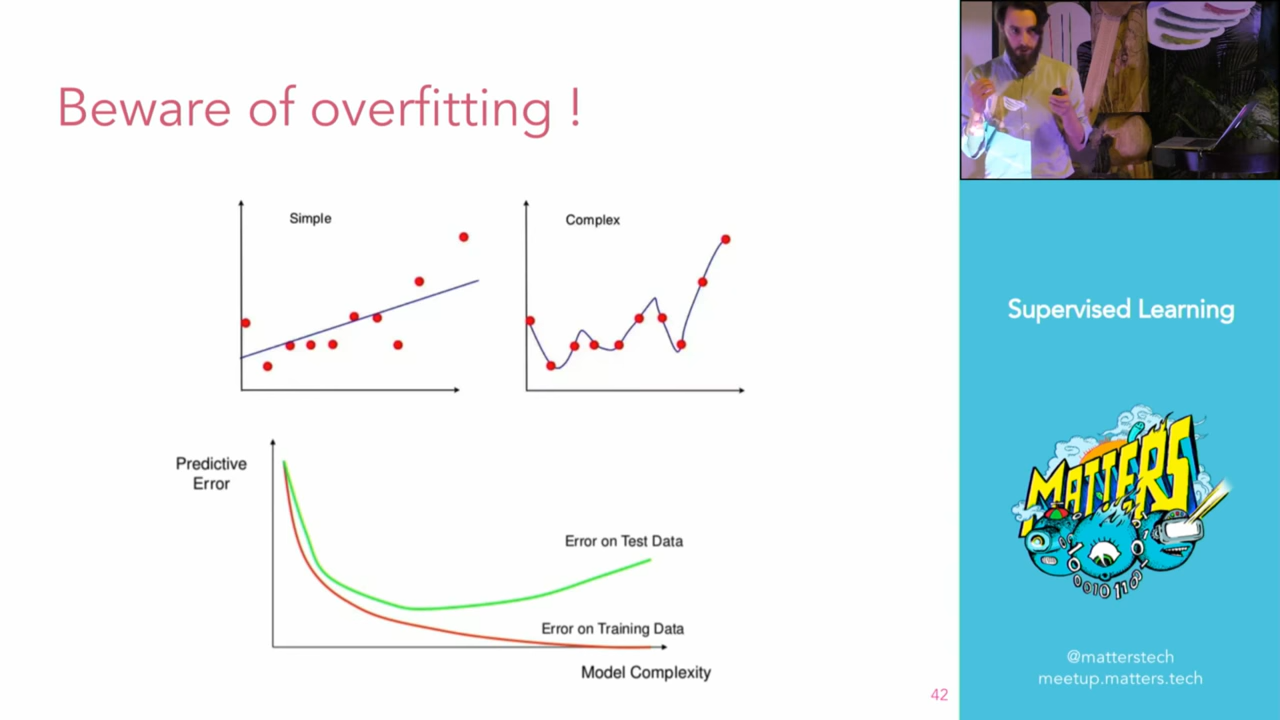 Beware of overfitting !
Simple
Complex
Predictive
Error
Error on Test Data
Error on Training Data
Model Complexity
42
Supervised Learning
MATTERS
001011
@matterstech
meetup.matters.tech